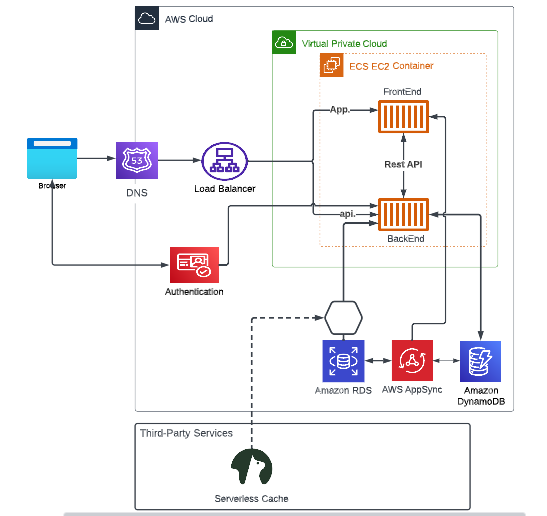 AWS Cloud
Virtual Private Cloud
ECS EC2 Container
FrontEnd
App.
Rest API
53
Browser
DNS
Load Balancer
api.
BackEnd
Authentication
Amazon RDS
AWS AppSync
Amazon
DynamoDB
Third-Party Services
Serverless Cache